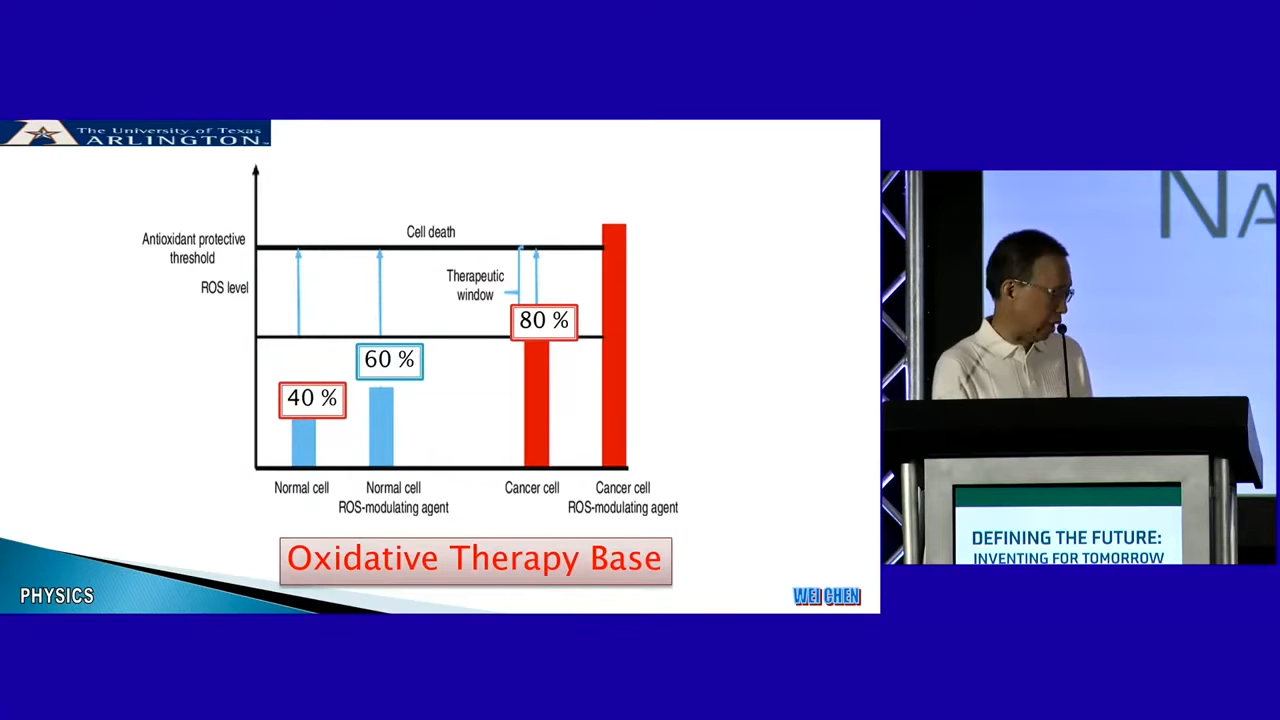 The University of Texas
ARLINGTON
Antioxidant protective
threshold
ROS level
Cell death
Therapeutic
window
80 %
60 %
40 %
Normal cell
Normal cell
ROS-modulating agent
Cancer cell
Cancer cell
ROS-modulating agent
Oxidative Therapy Base
PHYSICS
WEI CHEN
NA
DEFINING THE FUTURE:
INVENTING FOR TOMORROW